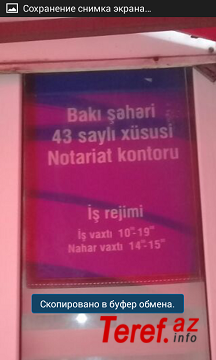 Сохранение снимка экрана...
Bakı şəhəri
43 saylı xüsusi
Notariat kontoru
İş rejimi
İş vaxtı 10⁰⁰-19⁰⁰
Nahar vaxtı 14⁰⁰-15⁰⁰
Скопировано в буфер обмена.
Teref.az
info